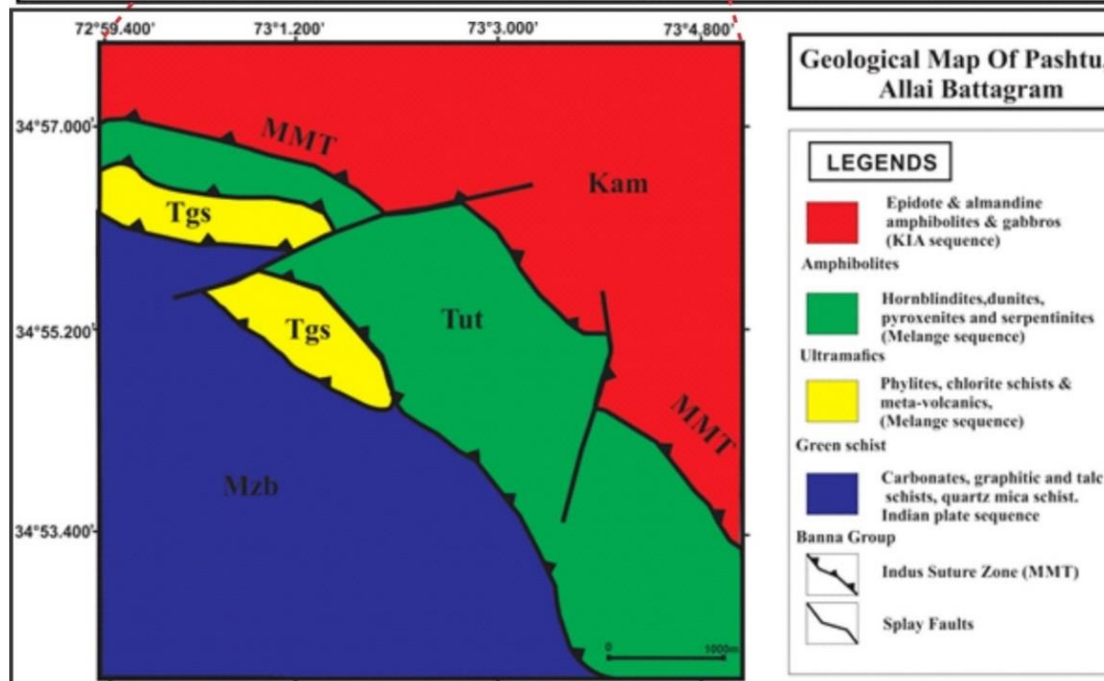 72°59.400'
73°1.200'
73°3.000'
73°4.800'
34°57.000'
34°55.200'
34°53.400'
MMT
Kam
Tgs
Tgs
Tut
MMT
Mzb
0 1000m
Geological Map Of Pashtu,
Allai Battagram
LEGENDS
Epidote & almandine
amphibolites & gabbros
(KIA sequence)
Amphibolites
Hornblindites,dunites,
pyroxenites and serpentinites
(Melange sequence)
Ultramafics
Phylites, chlorite schists &
meta-volcanics,
(Melange sequence)
Green schist
Carbonates, graphitic and talc
schists, quartz mica schist.
Indian plate sequence
Banna Group
Indus Suture Zone (MMT)
Splay Faults